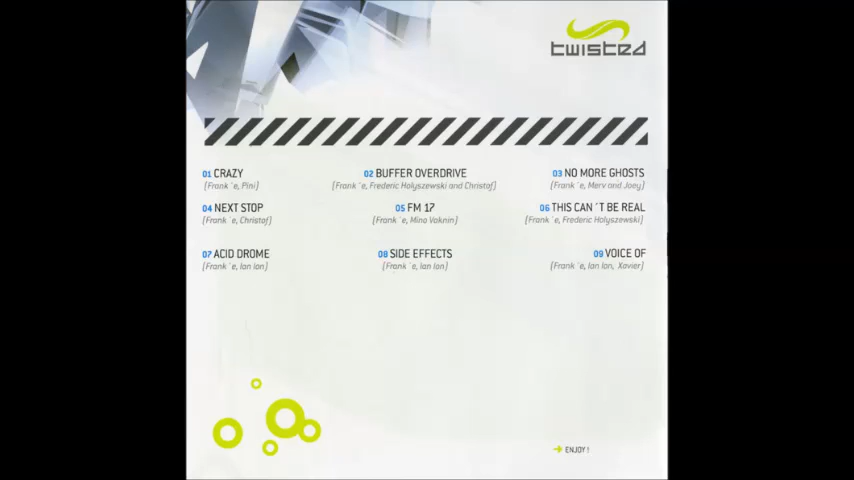 twisted
01 CRAZY
(Frank´e, Pini)
02 BUFFER OVERDRIVE
(Frank´e, Frederic Holyszewski and Christof)
03 NO MORE GHOSTS
(Frank´e, Merv and Joey)
04 NEXT STOP
(Frank´e, Christof)
05 FM 17
(Frank´e, Mino Vaknin)
06 THIS CAN´T BE REAL
(Frank´e, Frederic Holyszewski)
07 ACID DROME
(Frank´e, Ian Ion)
08 SIDE EFFECTS
(Frank´e, Ian Ion)
09 VOICE OF
(Frank´e, Ian Ion, Xavier)
ENJOY !